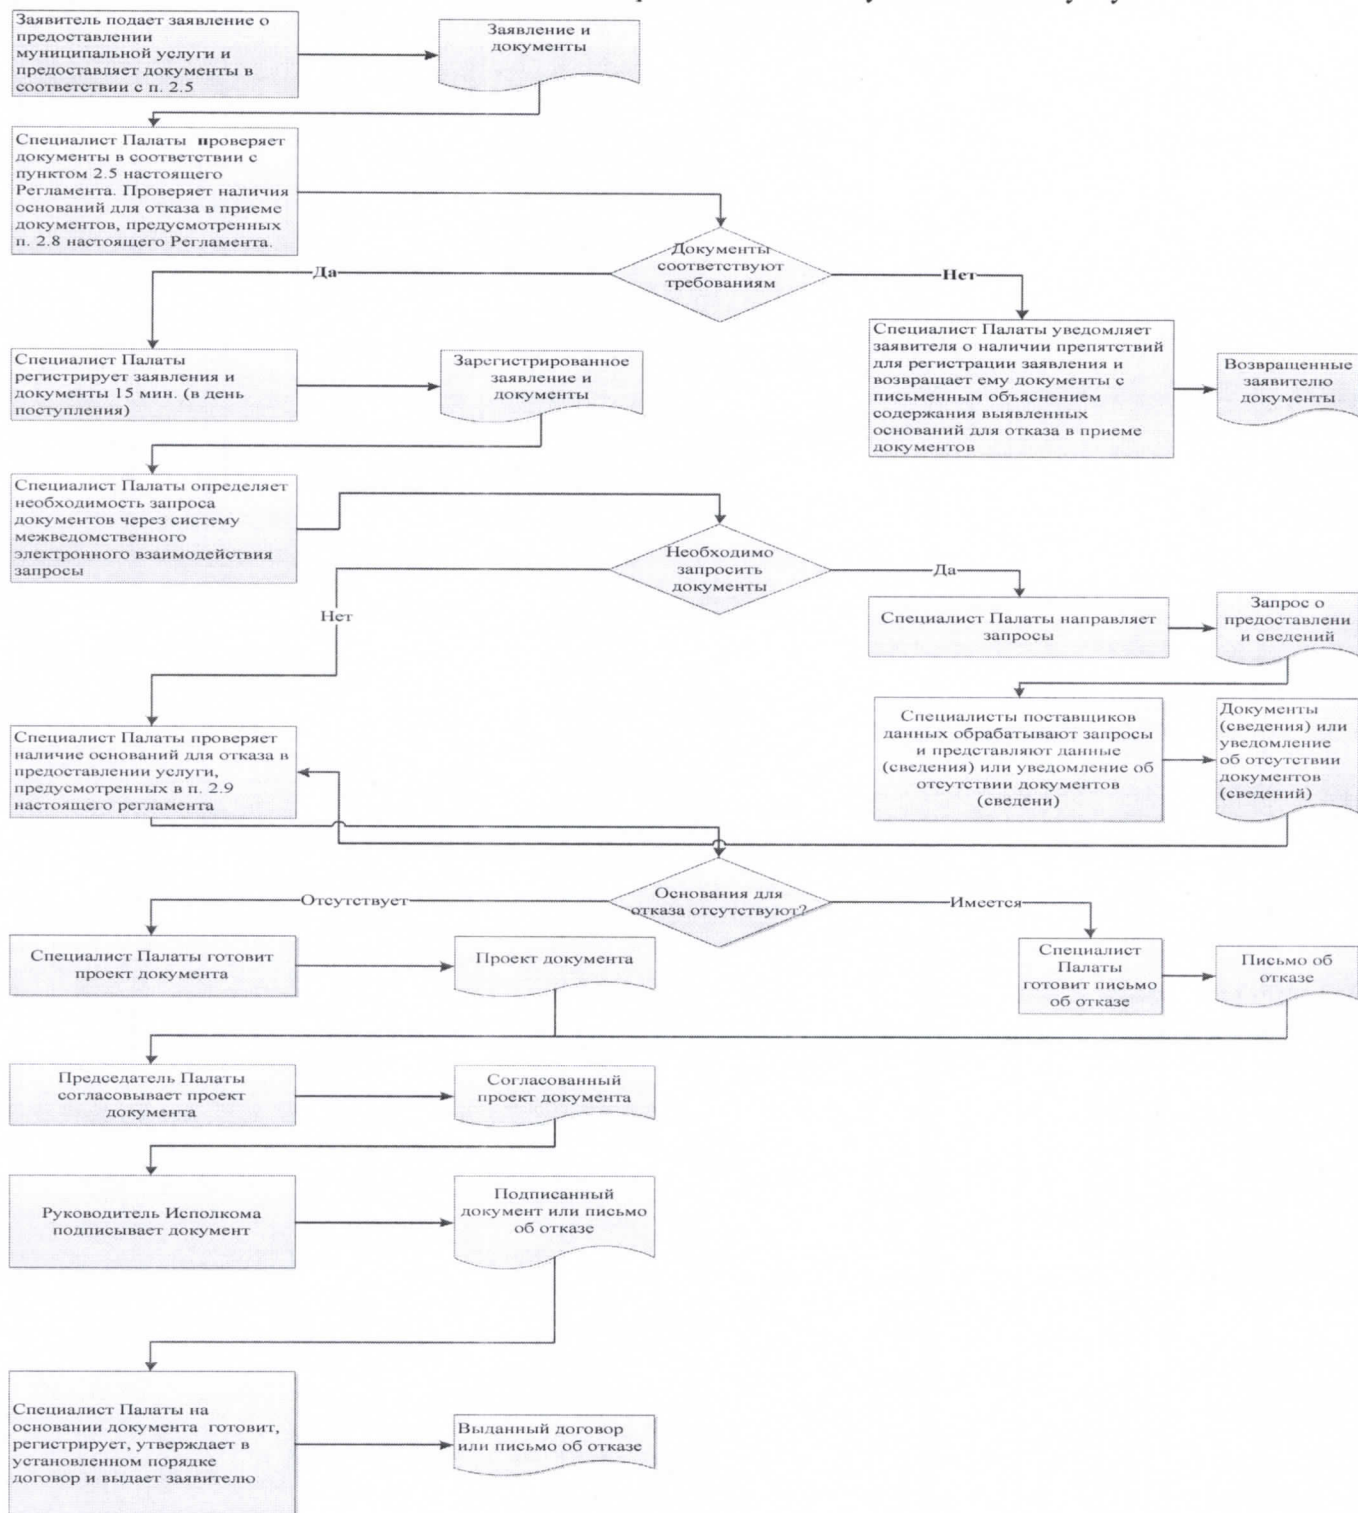 Заявитель подает заявление о
предоставлении
муниципальной услуги и
предоставляет документы в
соответствии с п. 2.5
Заявление и
документы
Специалист Палаты проверяет
документы в соответствии с
пунктом 2.5 настоящего
Регламента. Проверяет наличия
оснований для отказа в приеме
документов, предусмотренных
п. 2.8 настоящего Регламента.
Документы
соответствуют
требованиям
Да
Нет
Специалист Палаты
регистрирует заявления и
документы 15 мин. (в день
поступления)
Зарегистрированное
заявление и
документы
Специалист Палаты уведомляет
заявителя о наличии препятствий
для регистрации заявления и
возвращает ему документы с
письменным объяснением
содержания выявленных
оснований для отказа в приеме
документов
Возвращенные
заявителю
документы
Специалист Палаты определяет
необходимость запроса
документов через систему
межведомственного
электронного взаимодействия
запросы
Необходимо
запросить
документы
Да
Нет
Специалист Палаты направляет
запросы
Запрос о
предоставлени
и сведений
Специалисты поставщиков
данных обрабатывают запросы
и представляют данные
(сведения) или уведомление об
отсутствии документов
(сведени)
Документы
(сведения) или
уведомление
об отсутствии
документов
(сведений)
Специалист Палаты проверяет
наличие оснований для отказа в
предоставлении услуги,
предусмотренных в п. 2.9
настоящего регламента
Основания для
отказа отсутствуют?
Отсутствует
Имеется
Специалист Палаты готовит
проект документа
Проект документа
Специалист
Палаты
готовит письмо
об отказе
Письмо об
отказе
Председатель Палаты
согласовывает проект
документа
Согласованный
проект документа
Руководитель Исполкома
подписывает документ
Подписанный
документ или письмо
об отказе
Специалист Палаты на
основании документа готовит,
регистрирует, утверждает в
установленном порядке
договор и выдает заявителю
Выданный договор
или письмо об отказе